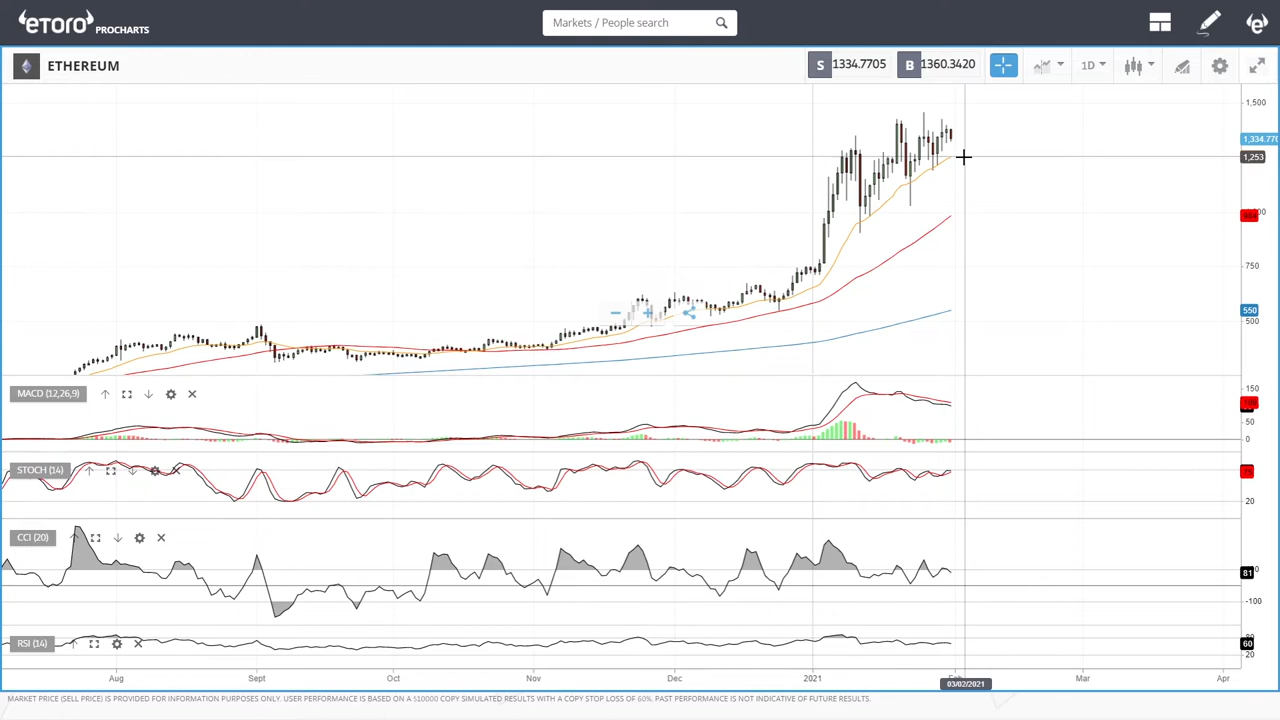 eToro PROCHARTS
Markets / People search
ETHEREUM
S 1334.7705 B 1360.3420
1D
1,500
1,334.770
1,253
750
550
500
MACD (12,26,9)
150
50
0
STOCH (14)
20
CCI (20)
81
-100
RSI (14)
60
20
Aug Sept Oct Nov Dec 2021 Mar Apr
03/02/2021
MARKET PRICE (SELL PRICE) IS PROVIDED FOR INFORMATION PURPOSES ONLY. USER PERFORMANCE IS BASED ON A $10000 COPY SIMULATED RESULTS WITH A COPY STOP LOSS OF 60%. PAST PERFORMANCE IS NOT INDICATIVE OF FUTURE RESULTS.